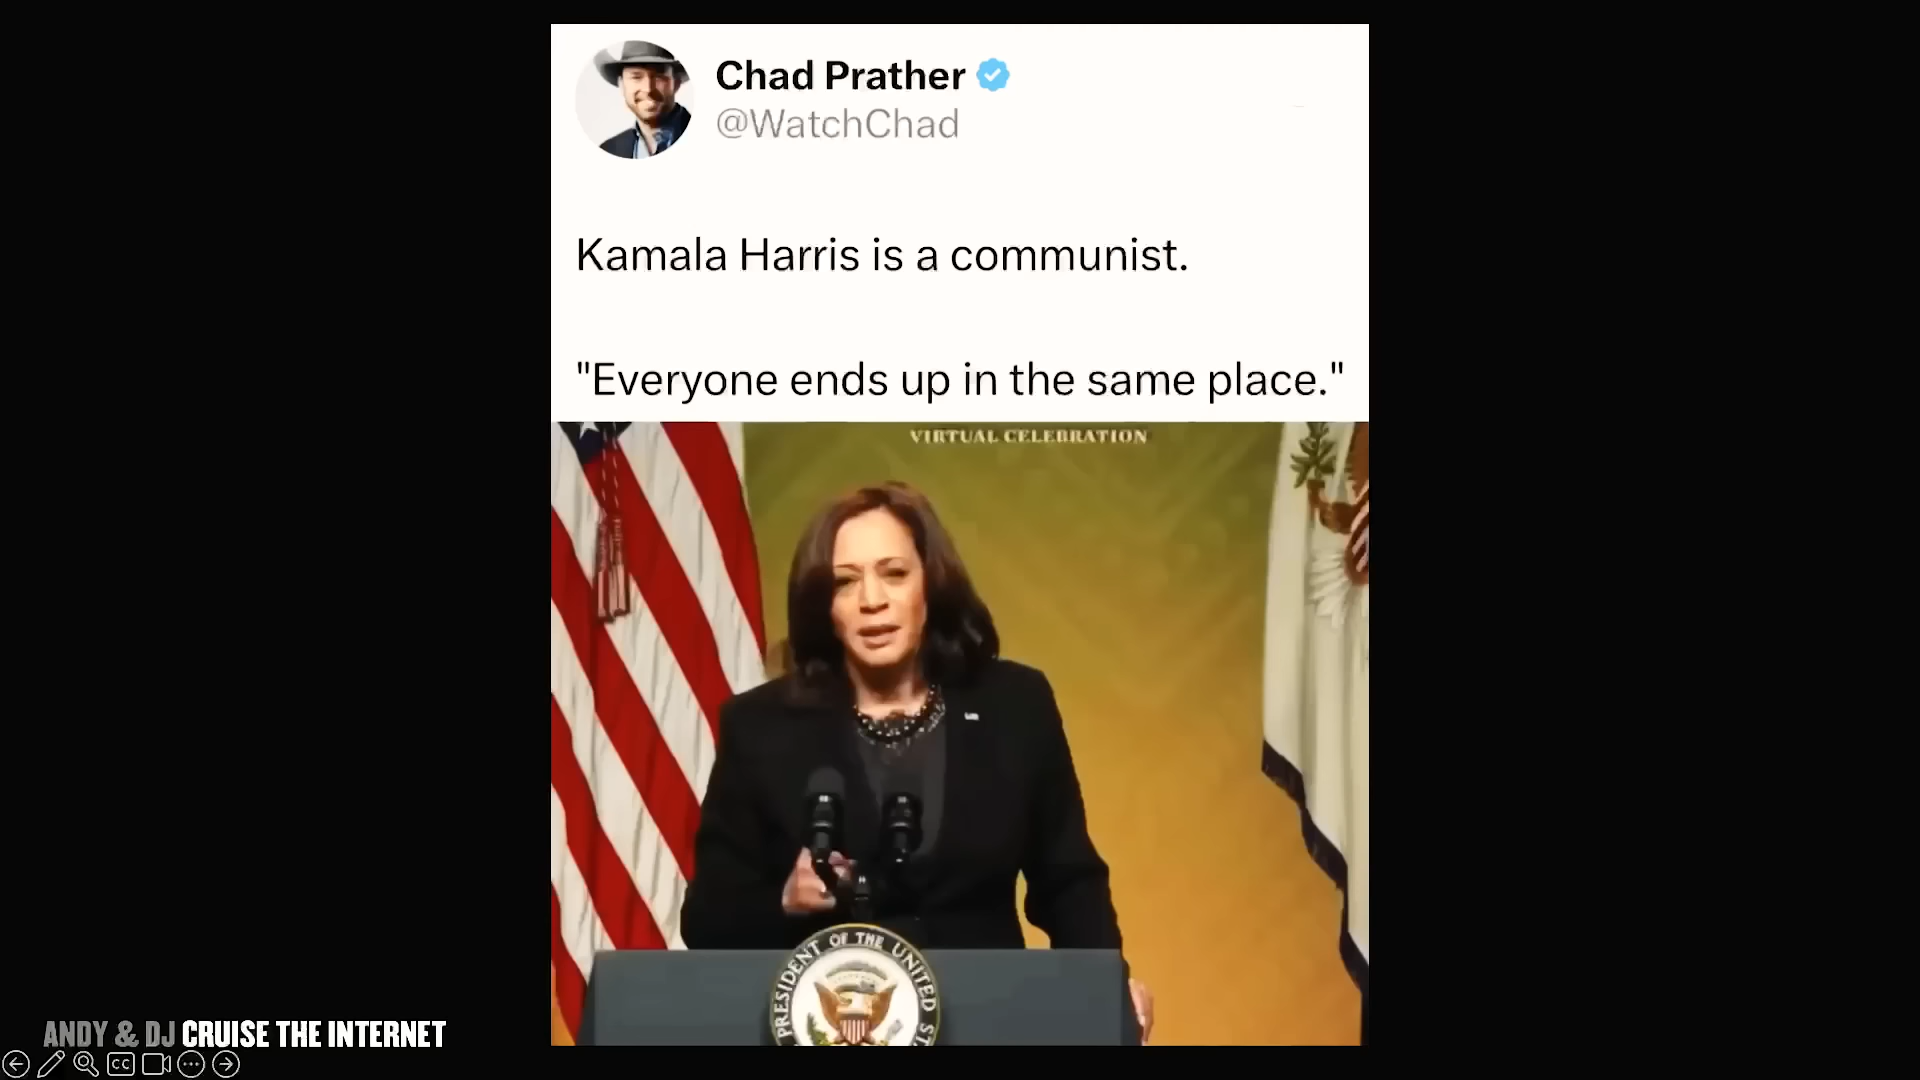 Chad Prather
@WatchChad
Kamala Harris is a communist.
"Everyone ends up in the same place."
VIRTUAL CELEBRATION
PRESIDENT OF THE UNITED ST
ANDY & DJ CRUISE THE INTERNET
CC